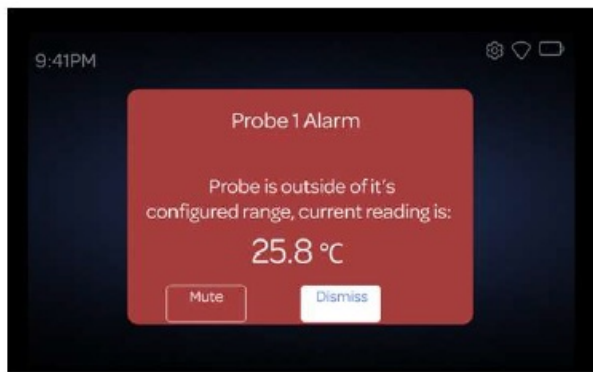 9:41PM
Probe 1 Alarm
Probe is outside of it's
configured range, current reading is:
25.8 °C
Mute
Dismiss